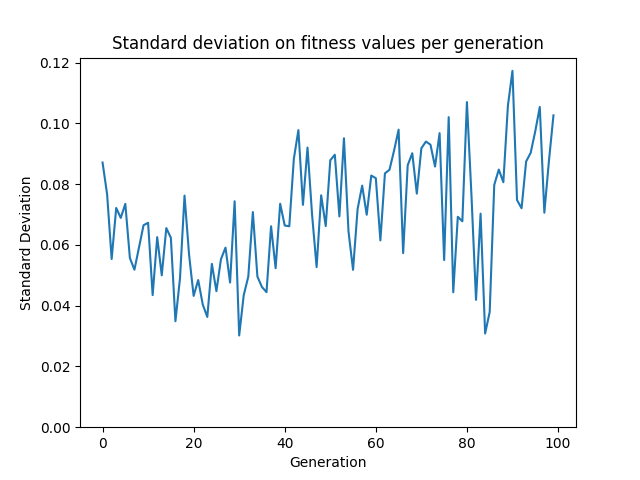 Standard deviation on fitness values per generation
0.12
0.10
0.08
0.06
0.04
0.02
0.00
Standard Deviation
0 20 40 60 80 100
Generation